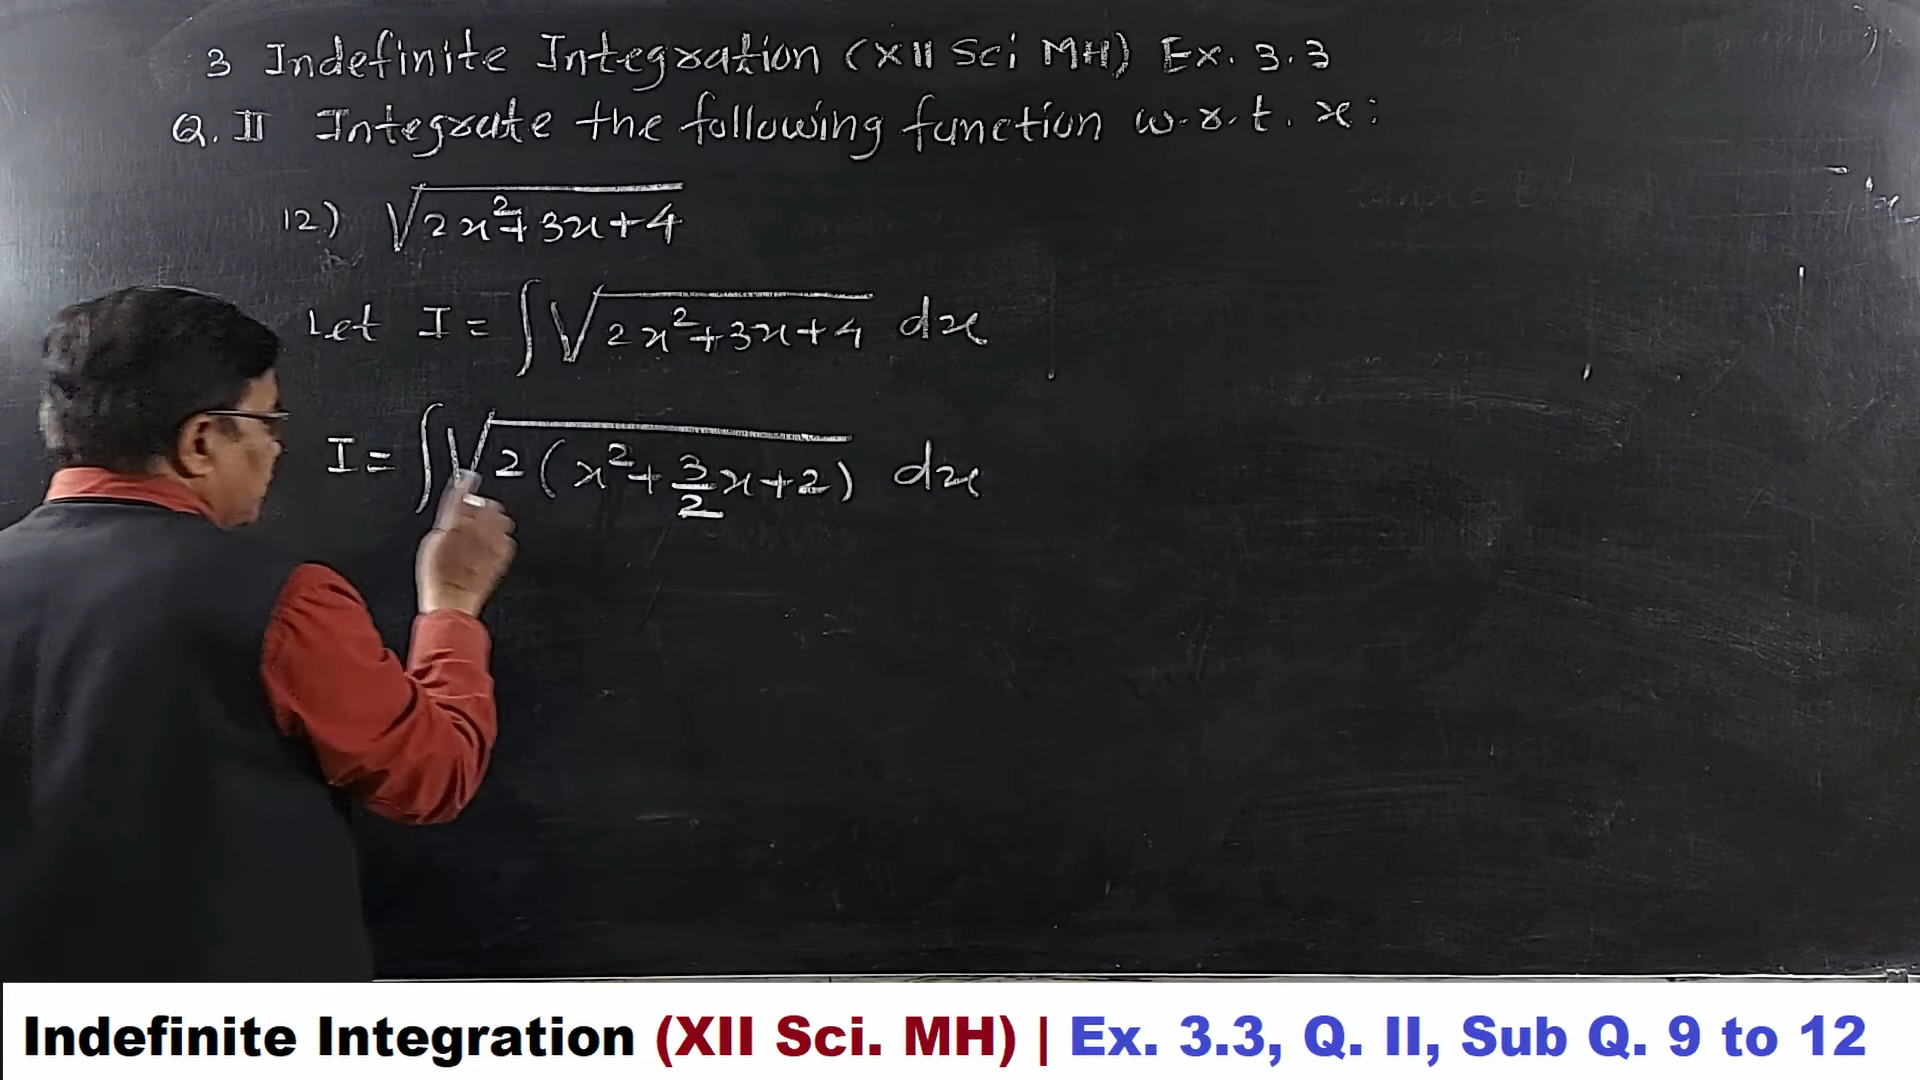 3 Indefinite Integration (XII Sci MH) Ex. 3.3
Q. II Integrate the following function w.r.t. x:
12) √2x²+3x+4
Let I = ∫√2x²+3x+4 dx
I = ∫√2(x²+3/2x+2) dx
Indefinite Integration (XII Sci. MH) | Ex. 3.3, Q. II, Sub Q. 9 to 12